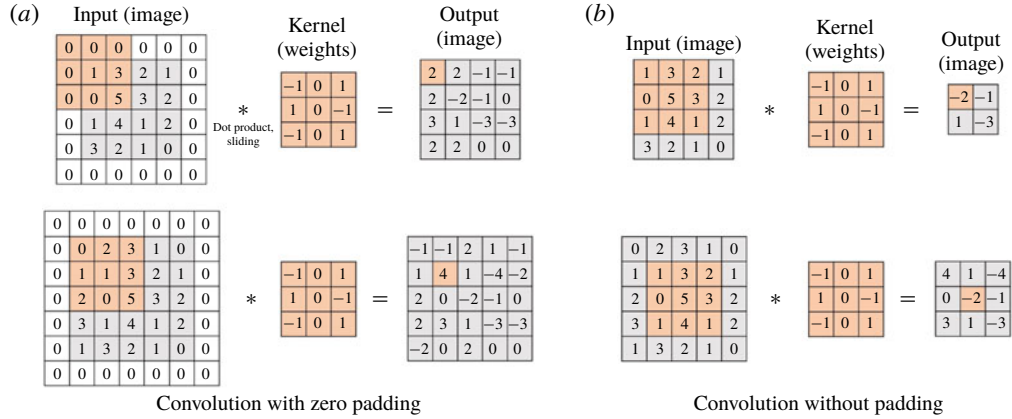 (a)
Input (image)
0 0 0 0 0 0
0 1 3 2 1 0
0 0 5 3 2 0
0 1 4 1 2 0
0 3 2 1 0 0
0 0 0 0 0 0
*
Dot product,
sliding
Kernel
(weights)
−1 0 1
1 0 −1
−1 0 1
=
Output
(image)
2 2 −1 −1
2 −2 −1 0
3 1 −3 −3
2 2 0 0
0 0 0 0 0 0 0
0 0 2 3 1 0 0
0 1 1 3 2 1 0
0 2 0 5 3 2 0
0 3 1 4 1 2 0
0 1 3 2 1 0 0
0 0 0 0 0 0 0
*
−1 0 1
1 0 −1
−1 0 1
=
−1 −1 2 1 −1
1 4 1 −4 −2
2 0 −2 −1 0
2 3 1 −3 −3
−2 0 2 0 0
Convolution with zero padding
(b)
Input (image)
1 3 2 1
0 5 3 2
1 4 1 2
3 2 1 0
*
Kernel
(weights)
−1 0 1
1 0 −1
−1 0 1
=
Output
(image)
−2 −1
1 −3
0 2 3 1 0
1 1 3 2 1
2 0 5 3 2
3 1 4 1 2
1 3 2 1 0
*
−1 0 1
1 0 −1
−1 0 1
=
4 1 −4
0 −2 −1
3 1 −3
Convolution without padding